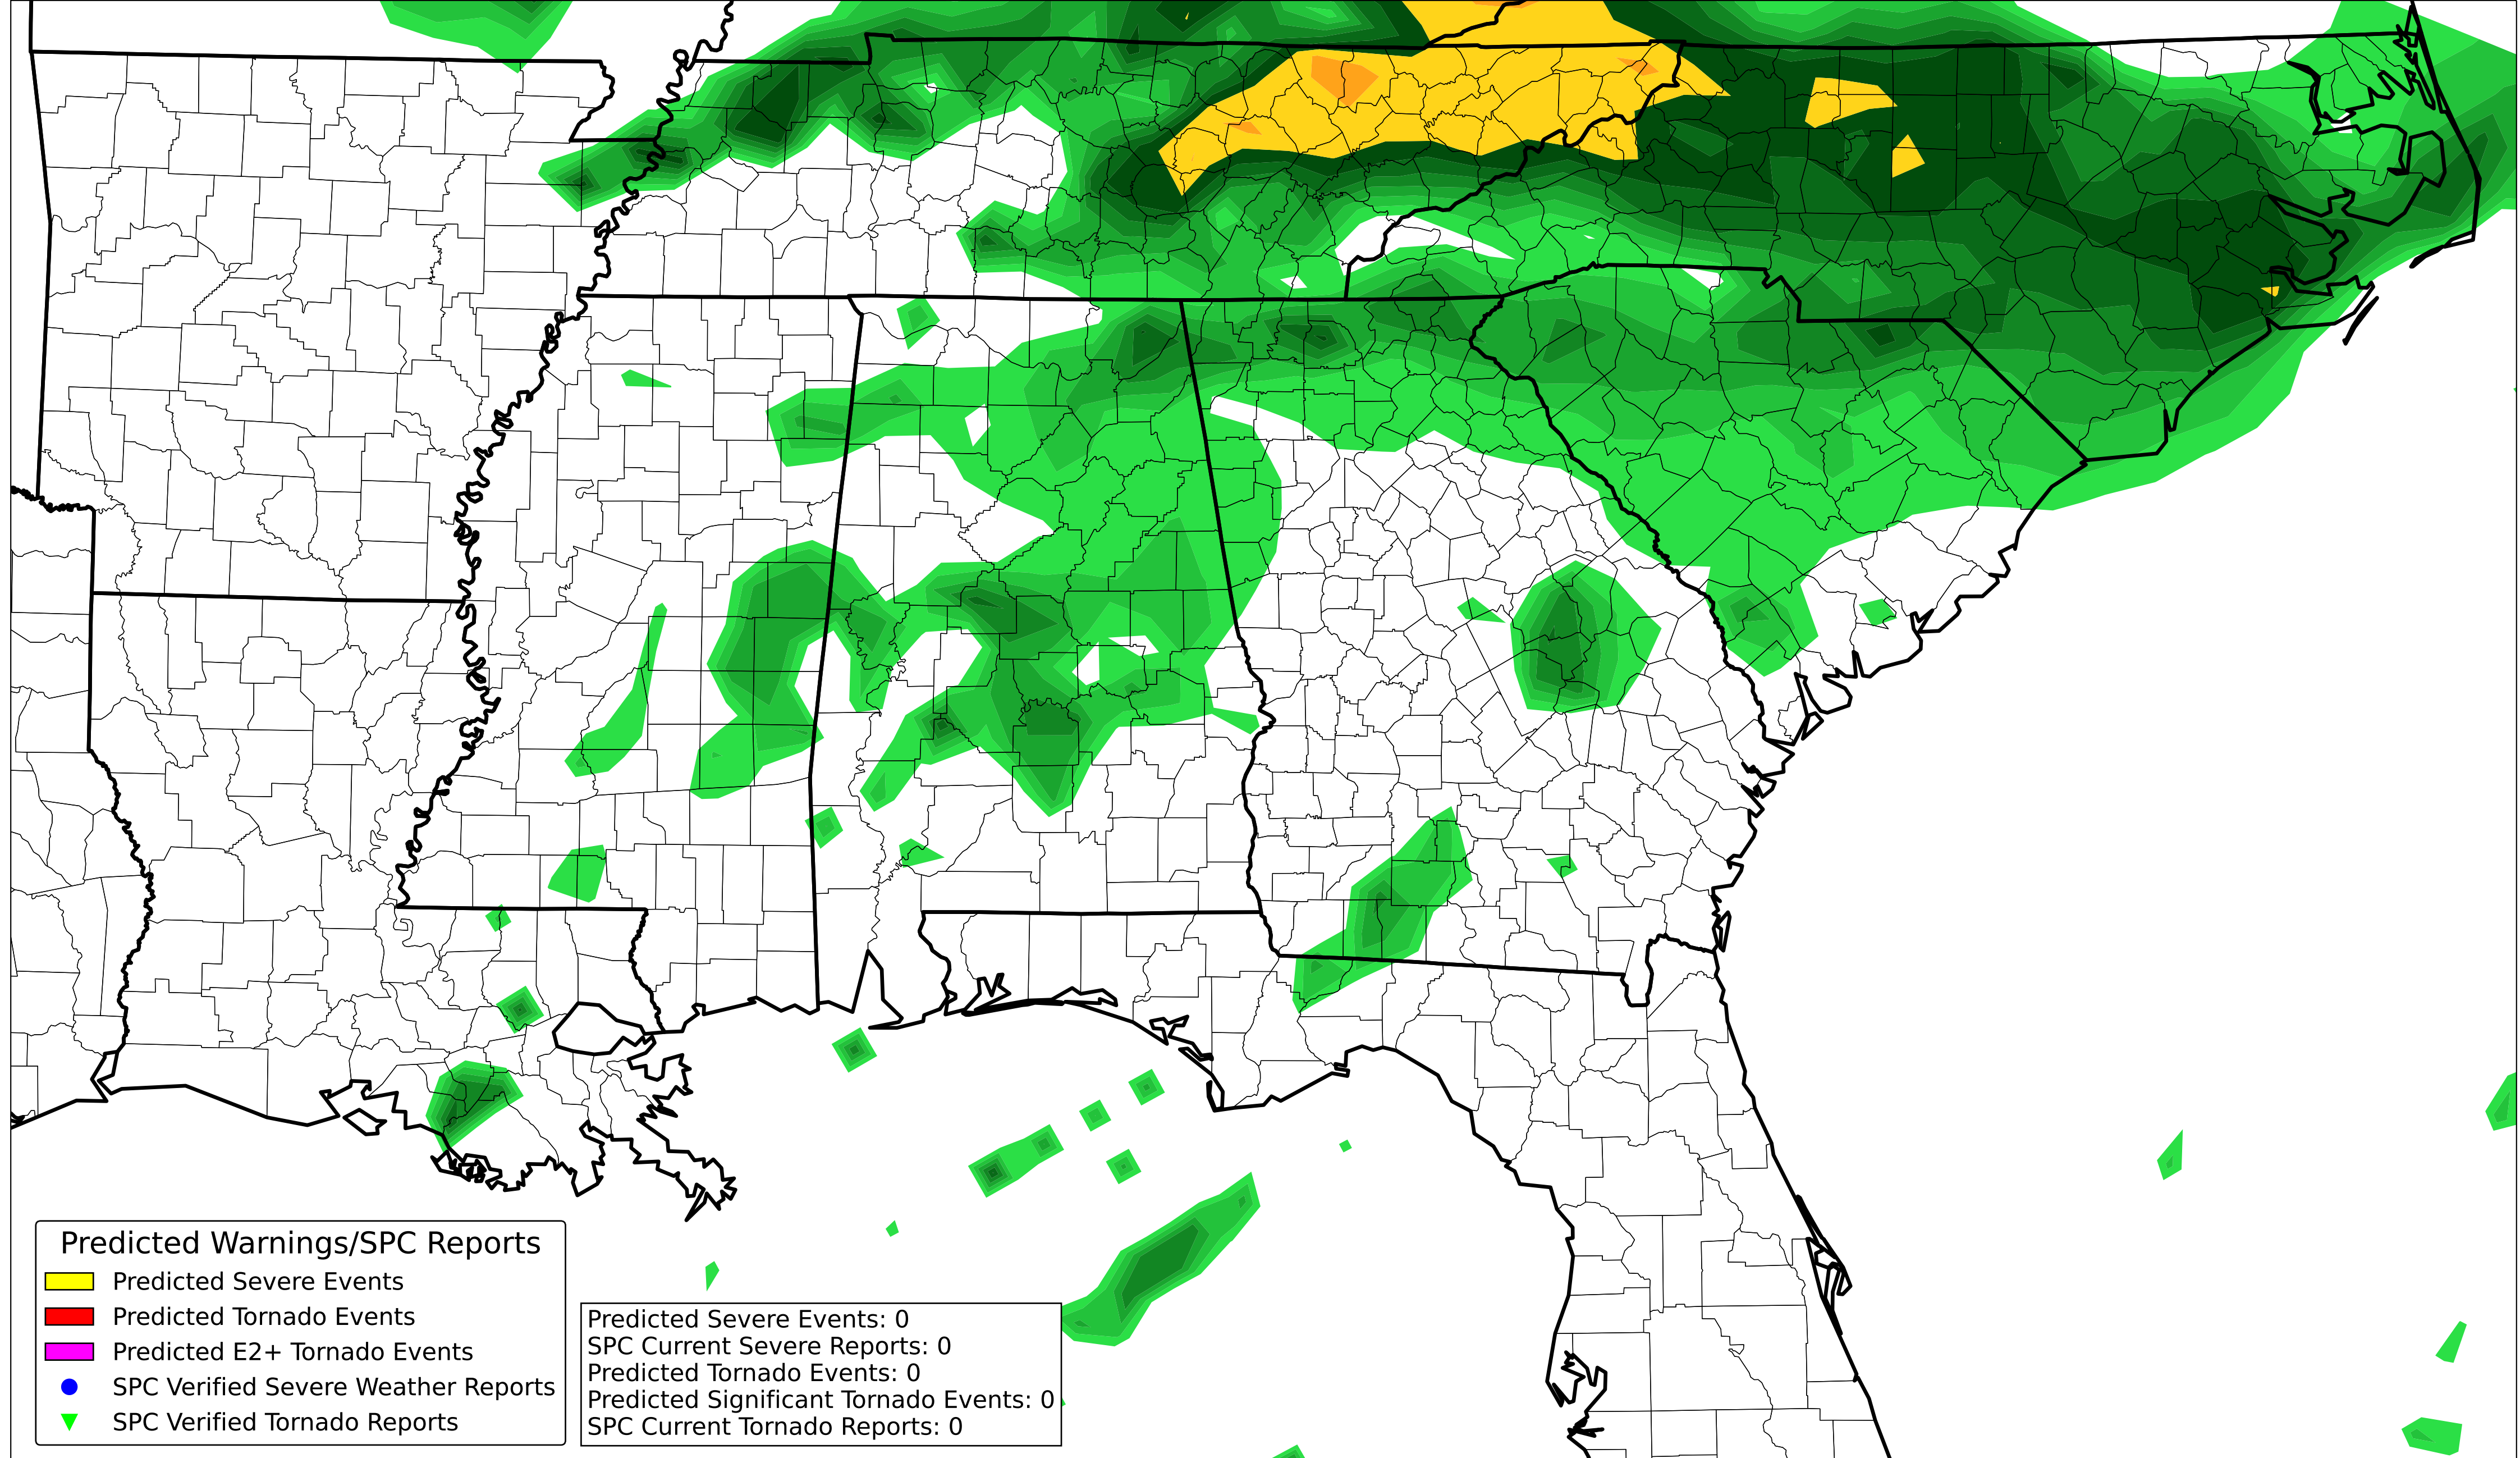 Predicted Warnings/SPC Reports
Predicted Severe Events
Predicted Tornado Events
Predicted E2+ Tornado Events
SPC Verified Severe Weather Reports
SPC Verified Tornado Reports
Predicted Severe Events: 0
SPC Current Severe Reports: 0
Predicted Tornado Events: 0
Predicted Significant Tornado Events: 0
SPC Current Tornado Reports: 0